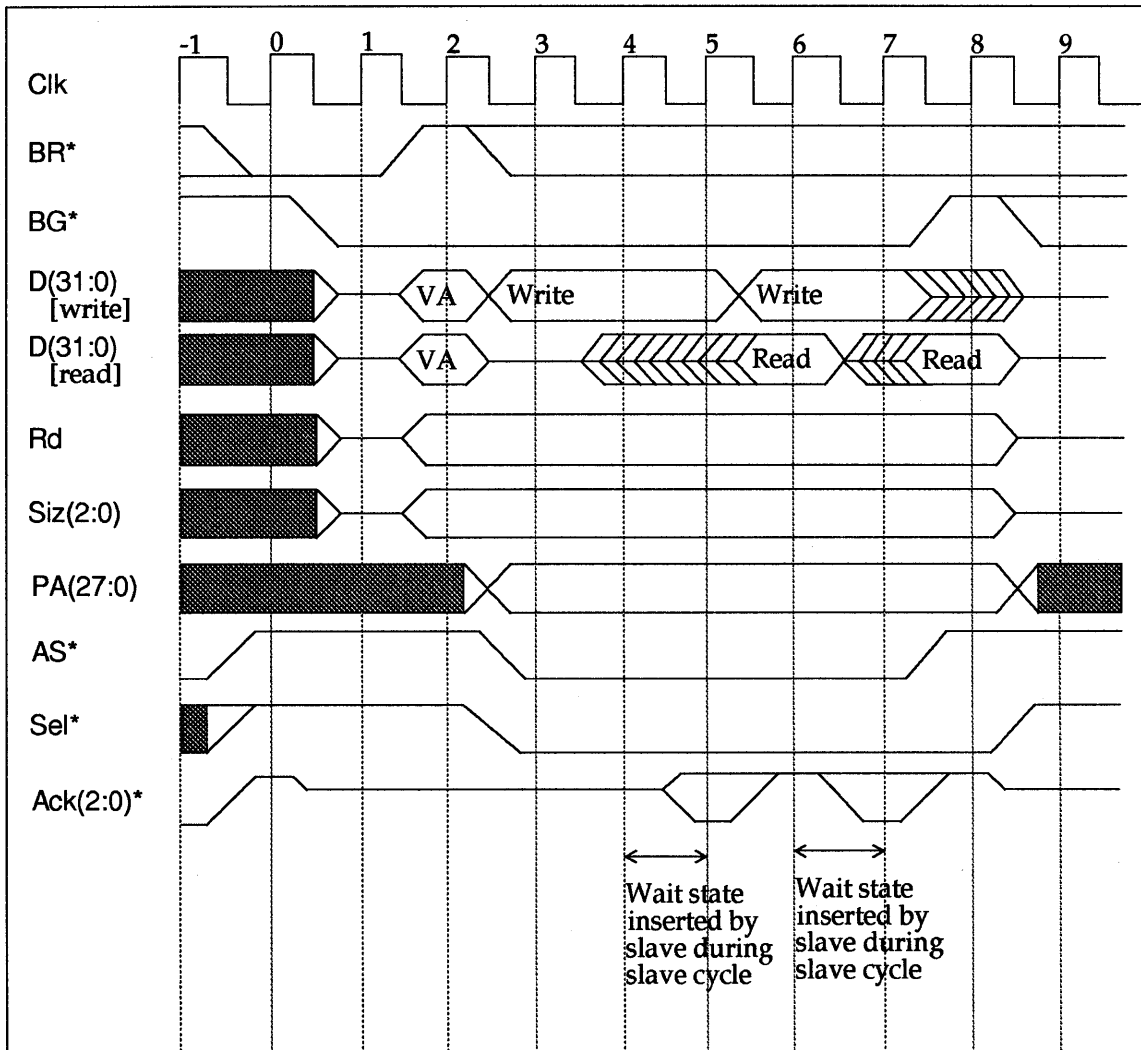 -1 0 1 2 3 4 5 6 7 8 9
Clk
BR*
BG*
D(31:0)
[write]
VA Write Write
D(31:0)
[read]
VA Read Read
Rd
Siz(2:0)
PA(27:0)
AS*
Sel*
Ack(2:0)*
Wait state
inserted by
slave during
slave cycle
Wait state
inserted by
slave during
slave cycle